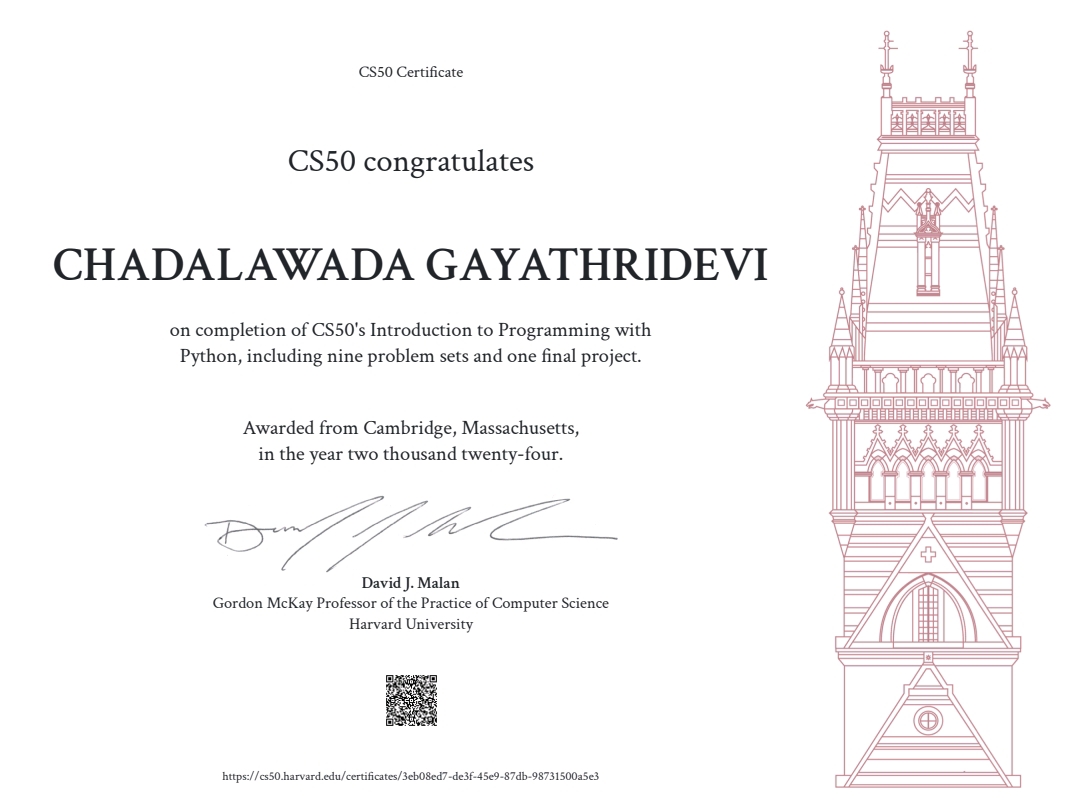 CS50 Certificate
CS50 congratulates
CHADALAWADA GAYATHRIDEVI
on completion of CS50's Introduction to Programming with
Python, including nine problem sets and one final project.
Awarded from Cambridge, Massachusetts,
in the year two thousand twenty-four.
David J. Malan
Gordon McKay Professor of the Practice of Computer Science
Harvard University
https://cs50.harvard.edu/certificates/3eb08ed7-de3f-45e9-87db-98731500a5e3